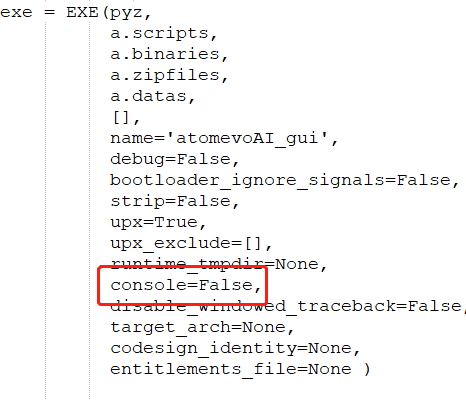 exe = EXE(pyz,
a.scripts,
a.binaries,
a.zipfiles,
a.datas,
[],
name='atomevoAI_gui',
debug=False,
bootloader_ignore_signals=False,
strip=False,
upx=True,
upx_exclude=[],
runtime_tmpdir=None,
console=False,
disable_windowed_traceback=False,
target_arch=None,
codesign_identity=None,
entitlements_file=None )